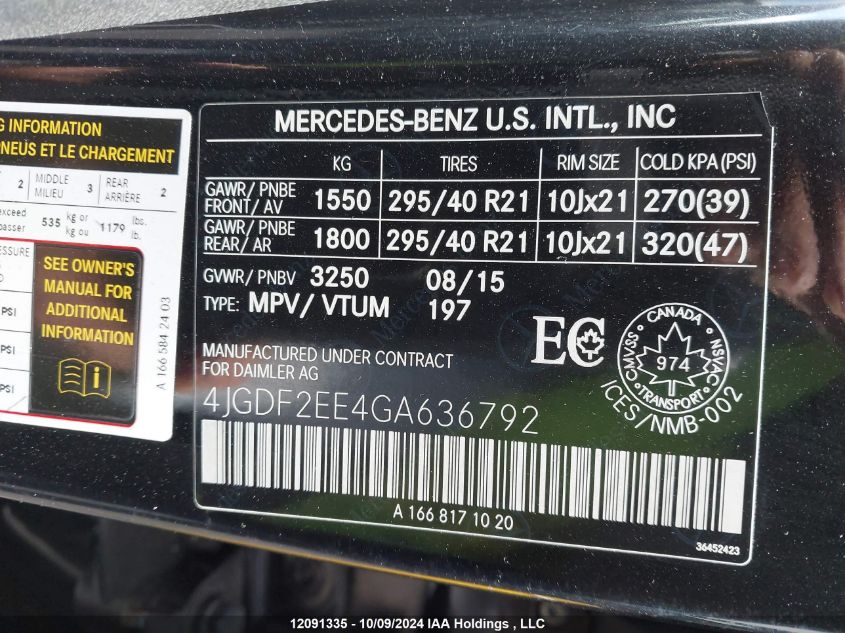 G INFORMATION
PNEUS ET LE CHARGEMENT
2 MIDDLE MILIEU 3 REAR ARRIÈRE 2
exceed
passer 535 kg or kg ou 1179 lbs. lb.
SEE OWNER'S
MANUAL FOR
ADDITIONAL
INFORMATION
PSI
PSI
PSI
A 166 584 24 03
MERCEDES-BENZ U.S. INTL., INC
KG TIRES RIM SIZE COLD KPA (PSI)
GAWR/ PNBE FRONT/ AV 1550 295/40 R21 10Jx21 270(39)
GAWR/ PNBE REAR/ AR 1800 295/40 R21 10Jx21 320(47)
GVWR/ PNBV 3250 08/15
TYPE: MPV/ VTUM 197
EC
CANADA
SSVMC NSVAC
974
TRANSPORT
ICES/NMB-002
MANUFACTURED UNDER CONTRACT
FOR DAIMLER AG
4JGDF2EE4GA636792
A 166 817 10 20
36452423
12091335 - 10/09/2024 IAA Holdings , LLC